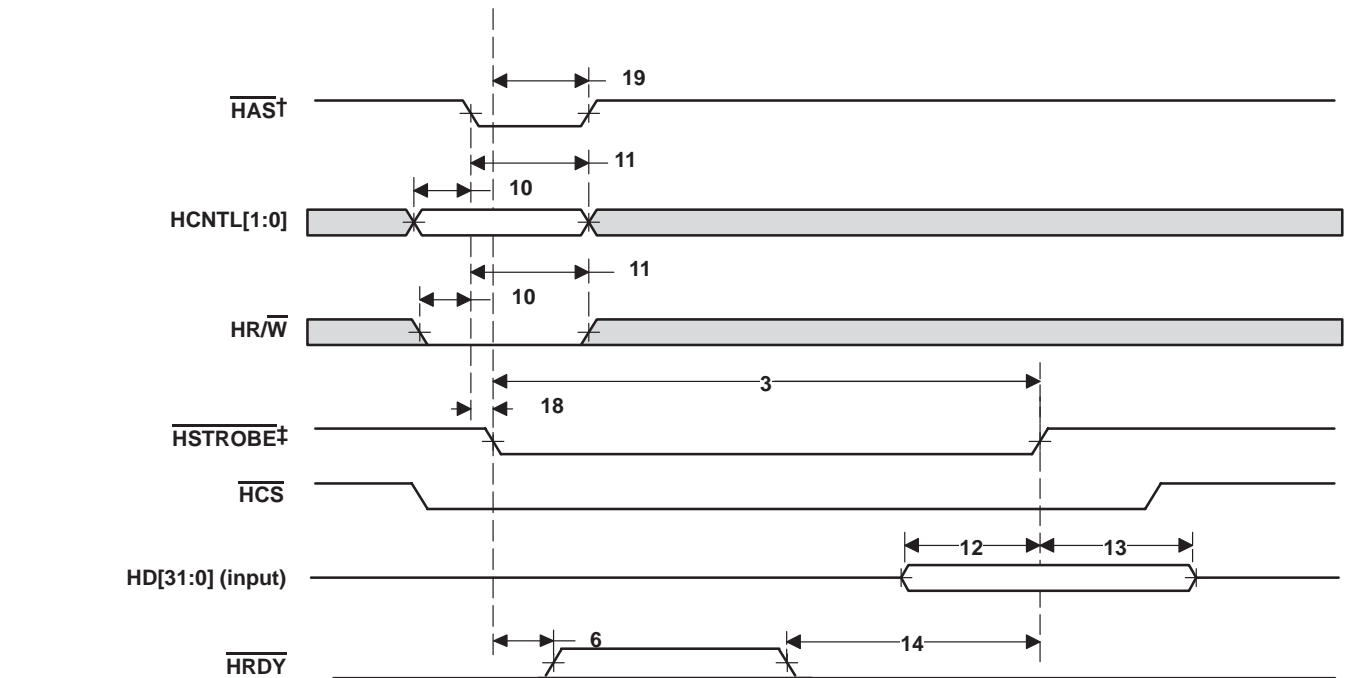 19
HAS†
11
10
HCNTL[1:0]
11
10
HR/W
3
18
HSTROBE‡
HCS
12 13
HD[31:0] (input)
6 14
HRDY